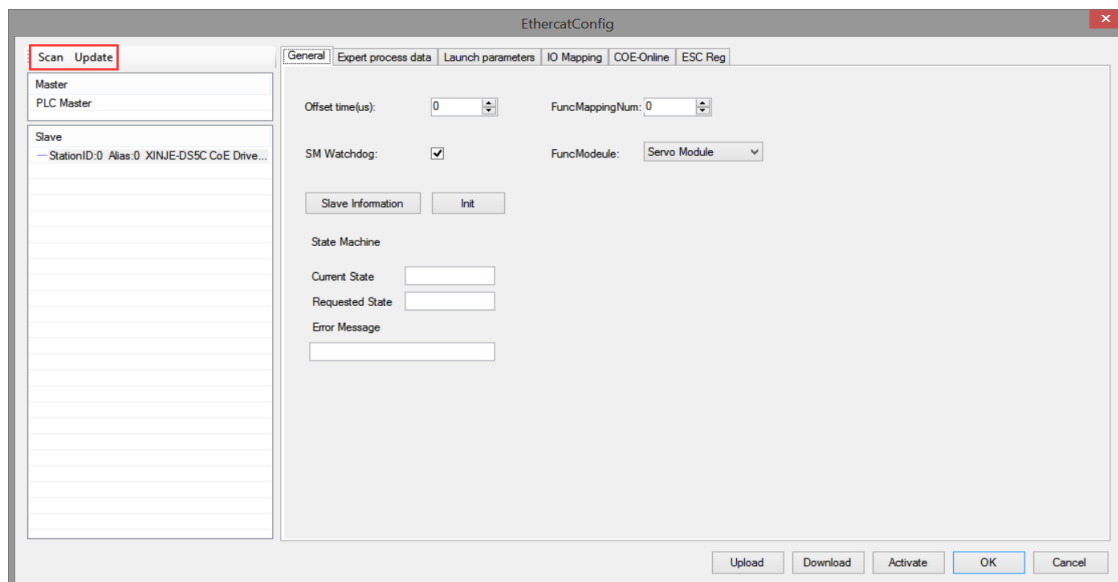 EthercatConfig
Scan Update
Master
PLC Master
Slave
StationID:0 Alias:0 XINJE-DS5C CoE Drive...
General Expert process data Launch parameters IO Mapping COE-Online ESC Reg
Offset time(us): 0 FuncMappingNum: 0
SM Watchdog: FuncModeule: Servo Module
Slave Information Init
State Machine
Current State
Requested State
Error Message
Upload Download Activate OK Cancel